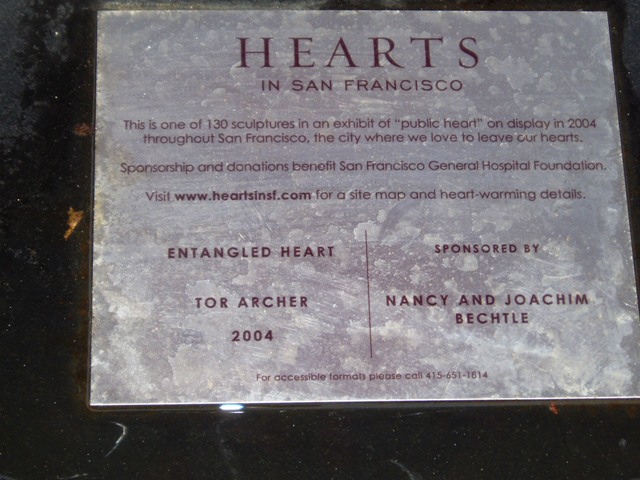 HEARTS
IN SAN FRANCISCO
This is one of 130 sculptures in an exhibit of "public heart" on display in 2004
throughout San Francisco, the city where we love to leave our hearts.
Sponsorship and donations benefit San Francisco General Hospital Foundation.
Visit www.heartsinsf.com for a site map and heart-warming details.
ENTANGLED HEART
TOR ARCHER
2004
SPONSORED BY
NANCY AND JOACHIM
BECHTLE
For accessible formats please call 415-651-1814